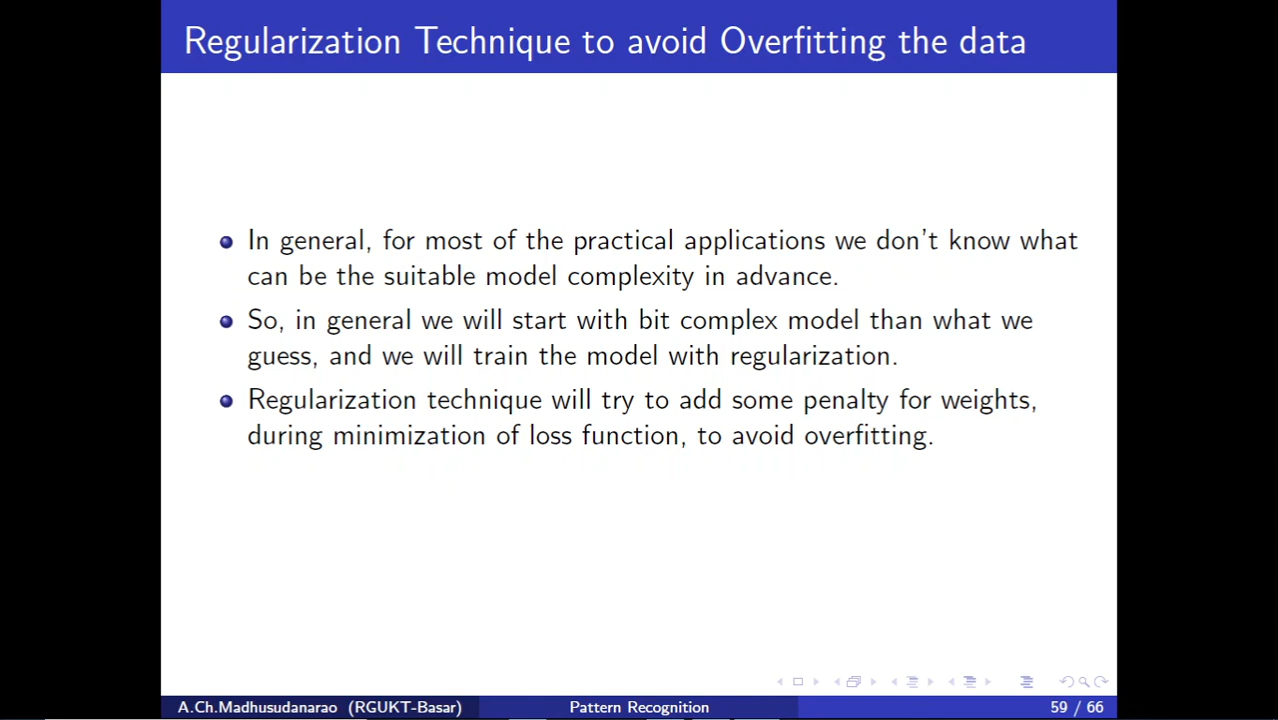 Regularization Technique to avoid Overfitting the data
In general, for most of the practical applications we don't know what
can be the suitable model complexity in advance.
So, in general we will start with bit complex model than what we
guess, and we will train the model with regularization.
Regularization technique will try to add some penalty for weights,
during minimization of loss function, to avoid overfitting.
A.Ch.Madhusudanarao (RGUKT-Basar) Pattern Recognition 59 / 66